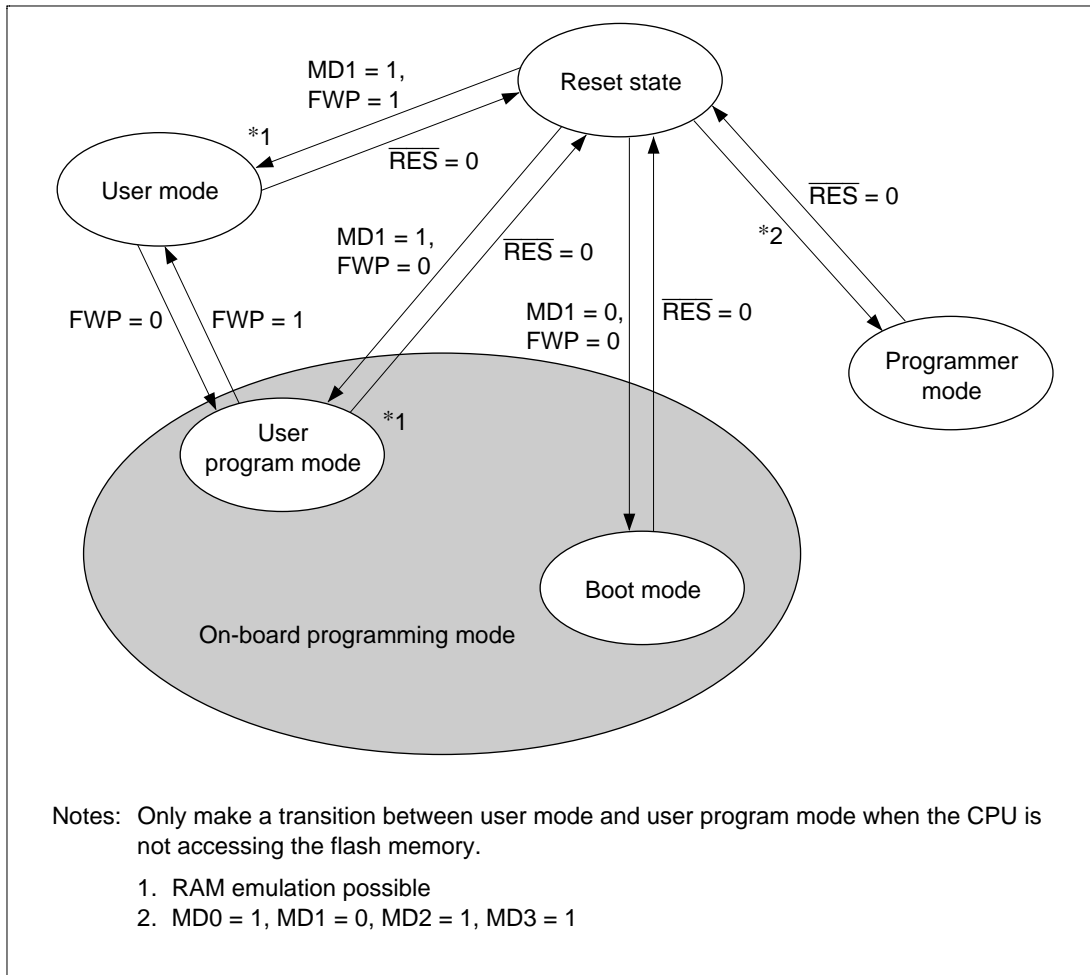 Reset state
MD1 = 1,
FWP = 1
*1
RES = 0
User mode
RES = 0
MD1 = 1,
FWP = 0
RES = 0
*2
MD1 = 0,
FWP = 0
RES = 0
FWP = 0
FWP = 1
Programmer
mode
User
program mode
*1
Boot mode
On-board programming mode
Notes: Only make a transition between user mode and user program mode when the CPU is
not accessing the flash memory.
1. RAM emulation possible
2. MD0 = 1, MD1 = 0, MD2 = 1, MD3 = 1